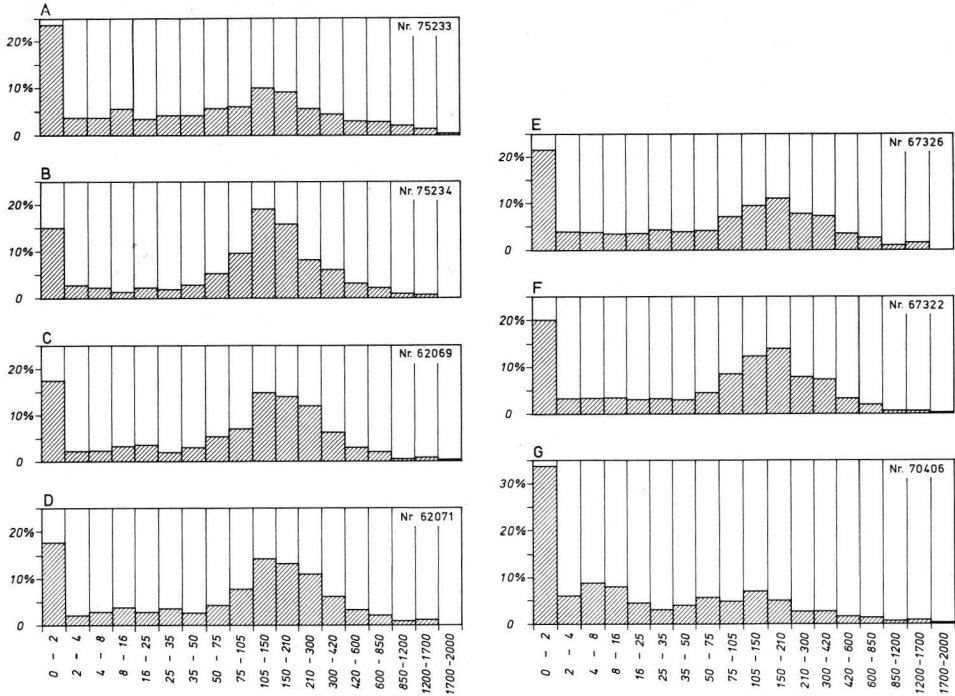 A
Nr. 75233
20%
10%
0
B
Nr. 75234
20%
10%
0
C
Nr. 62069
20%
10%
0
D
Nr 62071
20%
10%
0
0 - 2
2 - 4
4 - 8
8 - 16
16 - 25
25 - 35
35 - 50
50 - 75
75 - 105
105 - 150
150 - 210
210 - 300
300 - 420
420 - 600
600 - 850
850 - 1200
1200 - 1700
1700 - 2000
E
Nr 67326
20%
10%
0
F
Nr 67322
20%
10%
0
G
Nr. 70406
30%
20%
10%
0
0 - 2
2 - 4
4 - 8
8 - 16
16 - 25
25 - 35
35 - 50
50 - 75
75 - 105
105 - 150
150 - 210
210 - 300
300 - 420
420 - 600
600 - 850
850 - 1200
1200 - 1700
1700 - 2000